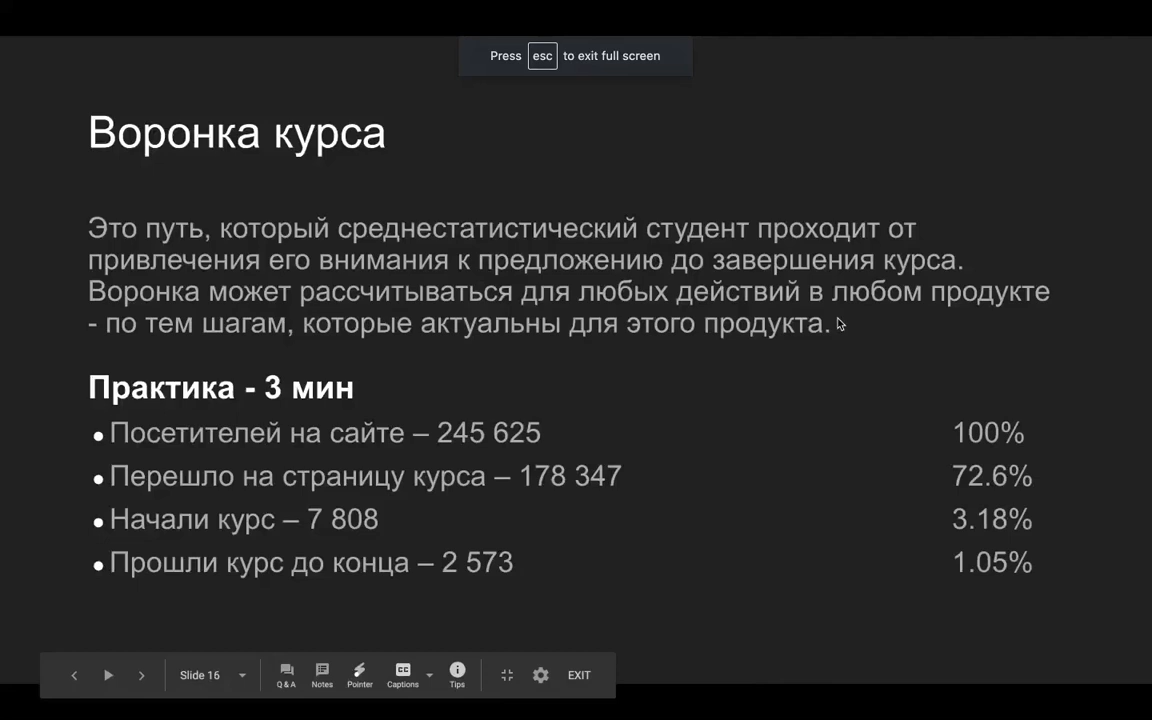 Press esc to exit full screen
Воронка курса
Это путь, который среднестатистический студент проходит от
привлечения его внимания к предложению до завершения курса.
Воронка может рассчитываться для любых действий в любом продукте
- по тем шагам, которые актуальны для этого продукта.
Практика - 3 мин
● Посетителей на сайте – 245 625 100%
● Перешло на страницу курса – 178 347 72.6%
● Начали курс – 7 808 3.18%
● Прошли курс до конца – 2 573 1.05%
Slide 16 Q & A Notes Pointer CC Captions Tips EXIT